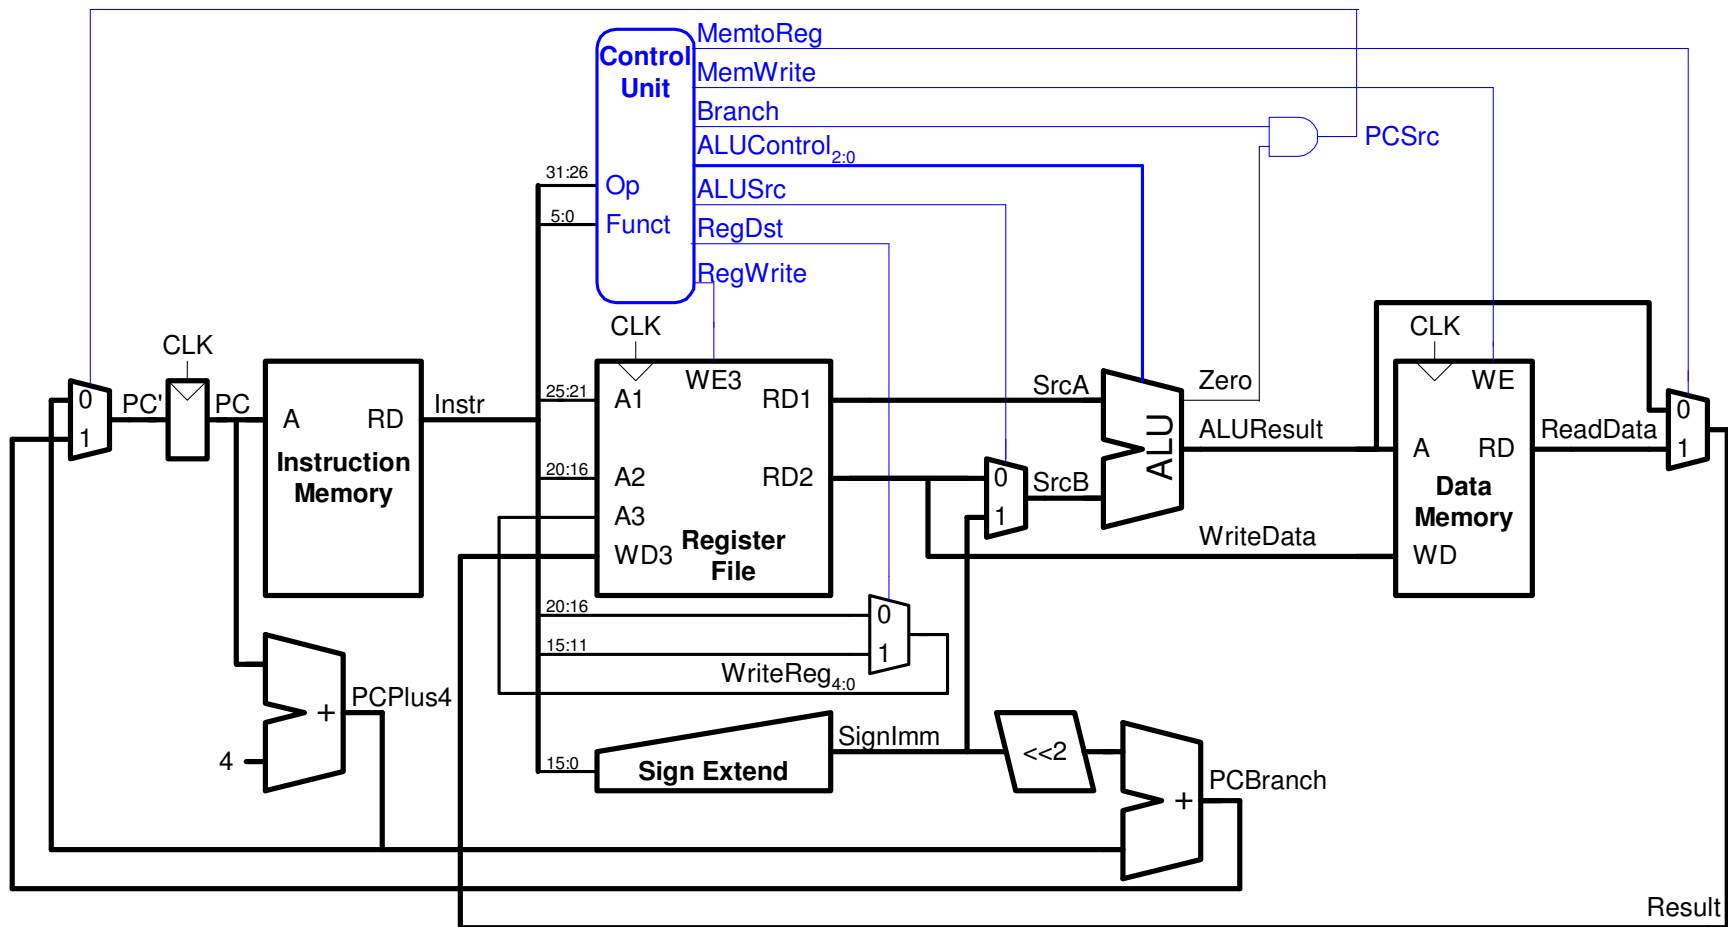 MemtoReg
Control
Unit
MemWrite
Branch
PCSrc
ALUControl2:0
31:26
Op
ALUSrc
5:0
Funct
RegDst
RegWrite
CLK
CLK
CLK
WE3
WE
Zero
0
PC'
PC
A
RD
Instr
25:21
A1
RD1
SrcA
0
1
ALU
ALUResult
ReadData
A
RD
1
Instruction
Memory
20:16
A2
RD2
0
SrcB
Data
Memory
A3
1
WD3
Register
File
WriteData
WD
20:16
0
15:11
1
WriteReg4:0
PCPlus4
+
4
SignImm
<<2
15:0
Sign Extend
PCBranch
+
Result